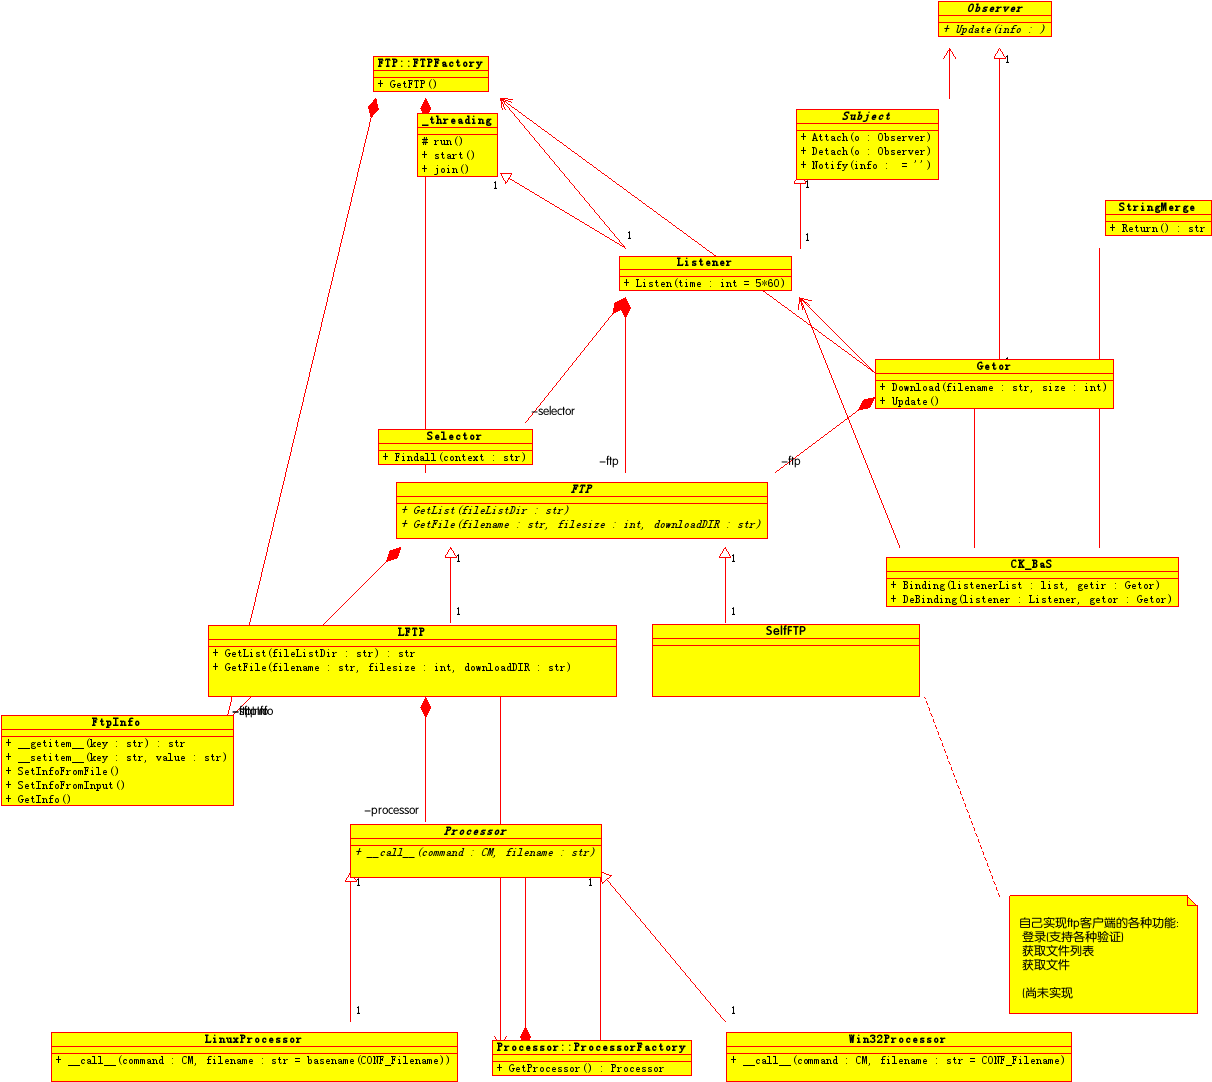 Observer
+ Update(info : )
1
FTP::FTPFactory
+ GetFTP()
_threading
# run()
+ start()
+ join()
1
Subject
+ Attach(o : Observer)
+ Detach(o : Observer)
+ Notify(info :  = '')
1
StringMerge
+ Return() : str
1
1
Listener
+ Listen(time : int = 5*60)
Getor
+ Download(filename : str, size : int)
+ Update()
-selector
Selector
+ Findall(context : str)
-ftp
-ftp
FTP
+ GetList(fileListDir : str)
+ GetFile(filename : str, filesize : int, downloadDIR : str)
1
1
CK_BaS
+ Binding(listenerList : list, getir : Getor)
+ DeBinding(listener : Listener, getor : Getor)
1
1
LFTP
+ GetList(fileListDir : str) : str
+ GetFile(filename : str, filesize : int, downloadDIR : str)
SelfFTP
FtpInfo
+ __getitem__(key : str) : str
+ __setitem__(key : str, value : str)
+ SetInfoFromFile()
+ SetInfoFromInput()
+ GetInfo()
-processor
Processor
+ __call__(command : CM, filename : str)
1
1
自己实现ftp客户端的各种功能:
登录(支持各种验证)
获取文件列表
获取文件
(尚未实现
1
1
LinuxProcessor
+ __call__(command : CM, filename : str = basename(CONF_Filename))
Processor::ProcessorFactory
+ GetProcessor() : Processor
Win32Processor
+ __call__(command : CM, filename : str = CONF_Filename)